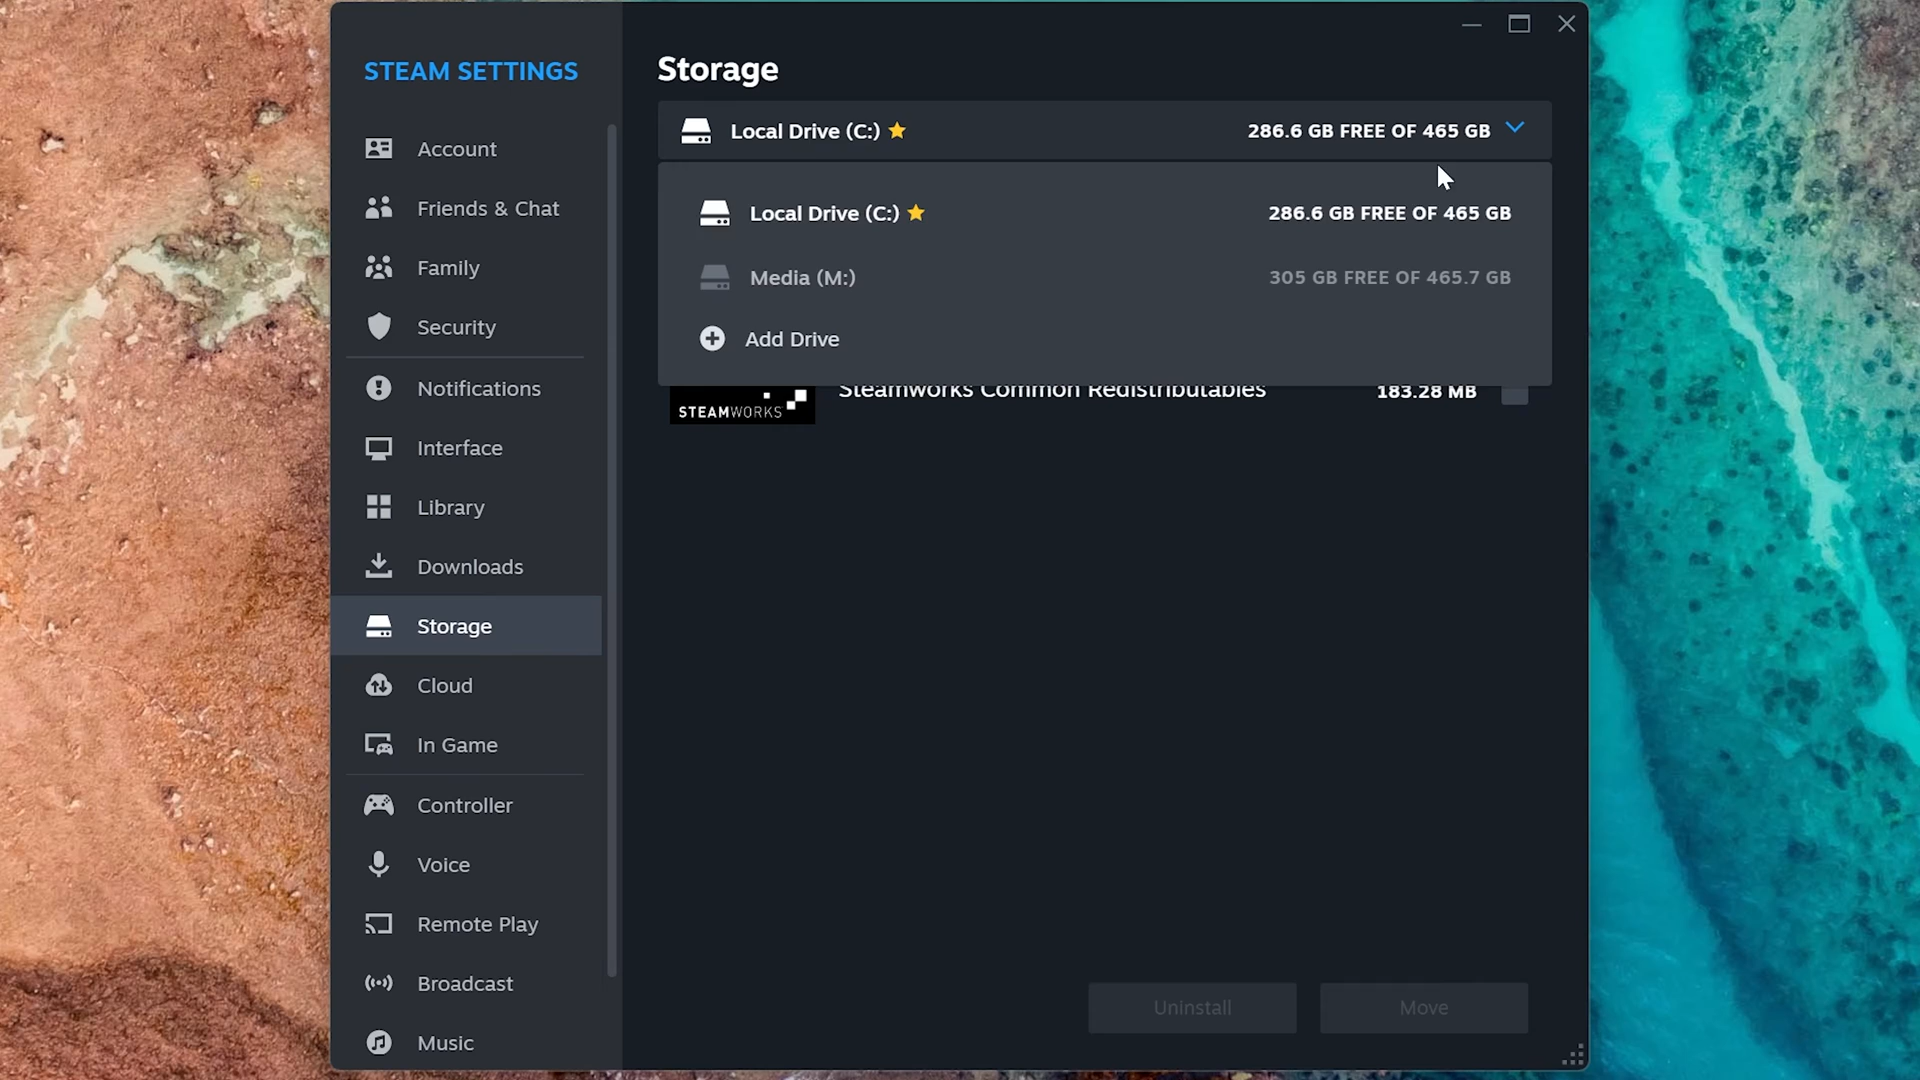 STEAM SETTINGS
Account
Friends & Chat
Family
Security
Notifications
Interface
Library
Downloads
Storage
Cloud
In Game
Controller
Voice
Remote Play
Broadcast
Music
Storage
Local Drive (C:) 286.6 GB FREE OF 465 GB
Local Drive (C:) 286.6 GB FREE OF 465 GB
Media (M:) 305 GB FREE OF 465.7 GB
Add Drive
STEAMWORKS Steamworks Common Redistributables 183.28 MB
Uninstall Move